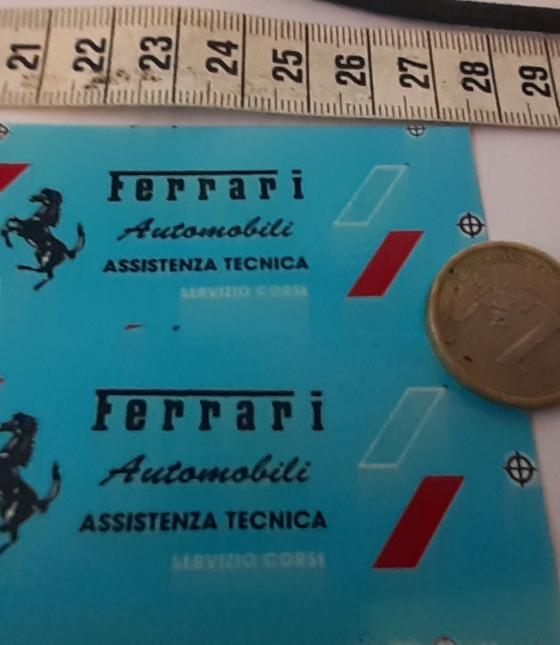 21 22 23 24 25 26 27 28 29
Ferrari
Automobili
ASSISTENZA TECNICA
SERVIZIO CORSE
Ferrari
Automobili
ASSISTENZA TECNICA
SERVIZIO CORSE
1